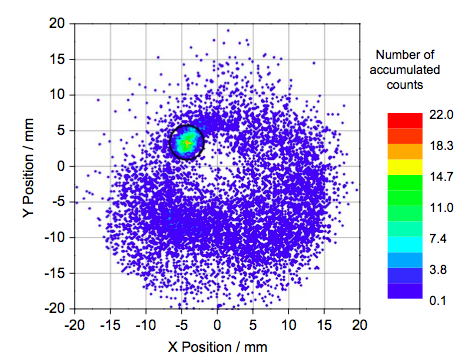 20
15
10
5
0
-5
-10
-15
-20
Y Position / mm
-20 -15 -10 -5 0 5 10 15 20
X Position / mm
Number of
accumulated
counts
22.0
18.3
14.7
11.0
7.4
3.8
0.1